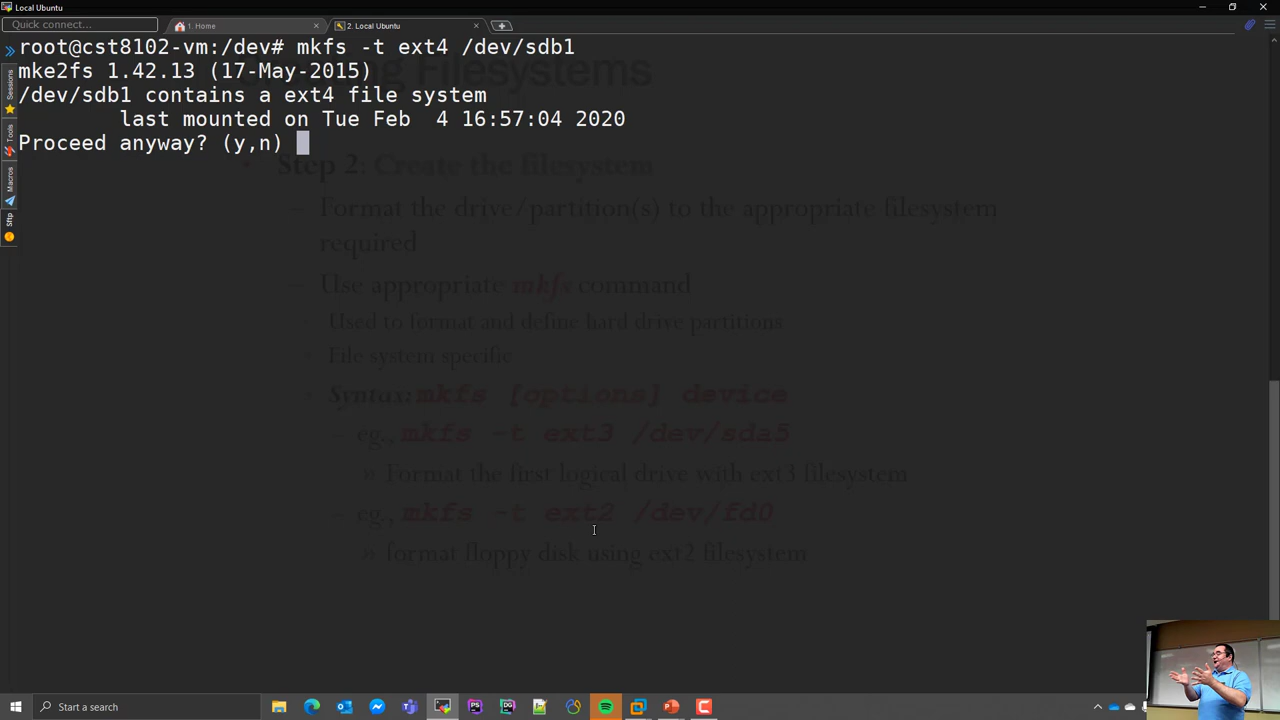 Local Ubuntu
Quick connect...
1. Home
2. Local Ubuntu
root@cst8102-vm:/dev# mkfs -t ext4 /dev/sdb1
mke2fs 1.42.13 (17-May-2015)
/dev/sdb1 contains a ext4 file system
last mounted on Tue Feb  4 16:57:04 2020
Proceed anyway? (y,n)
Sessions
Tools
Macros
Sftp
Filesystems
• Step 2: Create the filesystem
– Format the drive/partition(s) to the appropriate filesystem
required
– Use appropriate mkfs command
• Used to format and define hard drive partitions
• File system specific
• Syntax: mkfs [options] device
– eg., mkfs -t ext3 /dev/sda5
» Format the first logical drive with ext3 filesystem
– eg., mkfs -t ext2 /dev/fd0
» format floppy disk using ext2 filesystem
Start a search